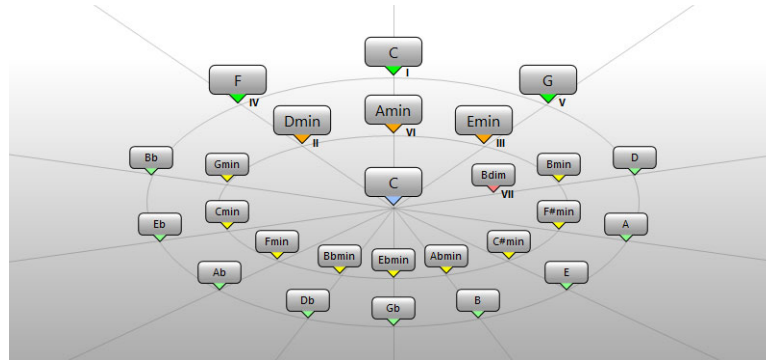 C
I
F
IV
G
V
Dmin
II
Amin
VI
Emin
III
Bb
Gmin
C
Bdim
VII
Bmin
D
Eb
Cmin
F#min
A
Fmin
Bbmin
Ebmin
Abmin
C#min
Ab
Db
Gb
B
E